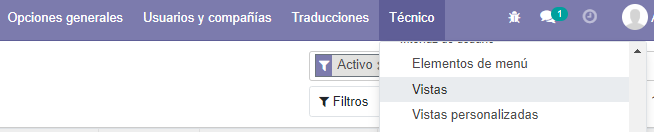 Opciones generales Usuarios y compañías Traducciones Técnico 1
Elementos de menú
Activo
Vistas
Filtros
Vistas personalizadas